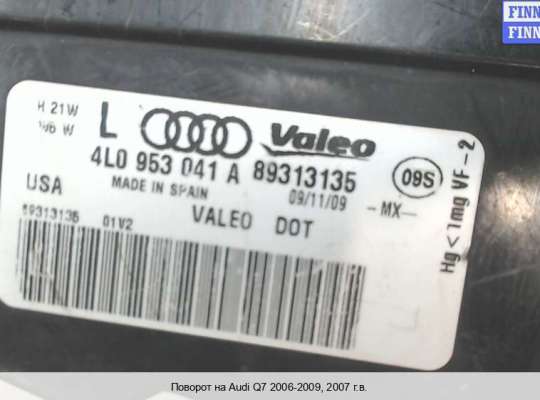 FINN
FINN
H 21W
W
L Valeo
4L0 953 041 A 89313135
09S
USA
MADE IN SPAIN
09/11/09
-MX-
89313135 01V2
VALEO DOT
Hg<1mg VF-2
L
Поворот на Audi Q7 2006-2009, 2007 г.в.